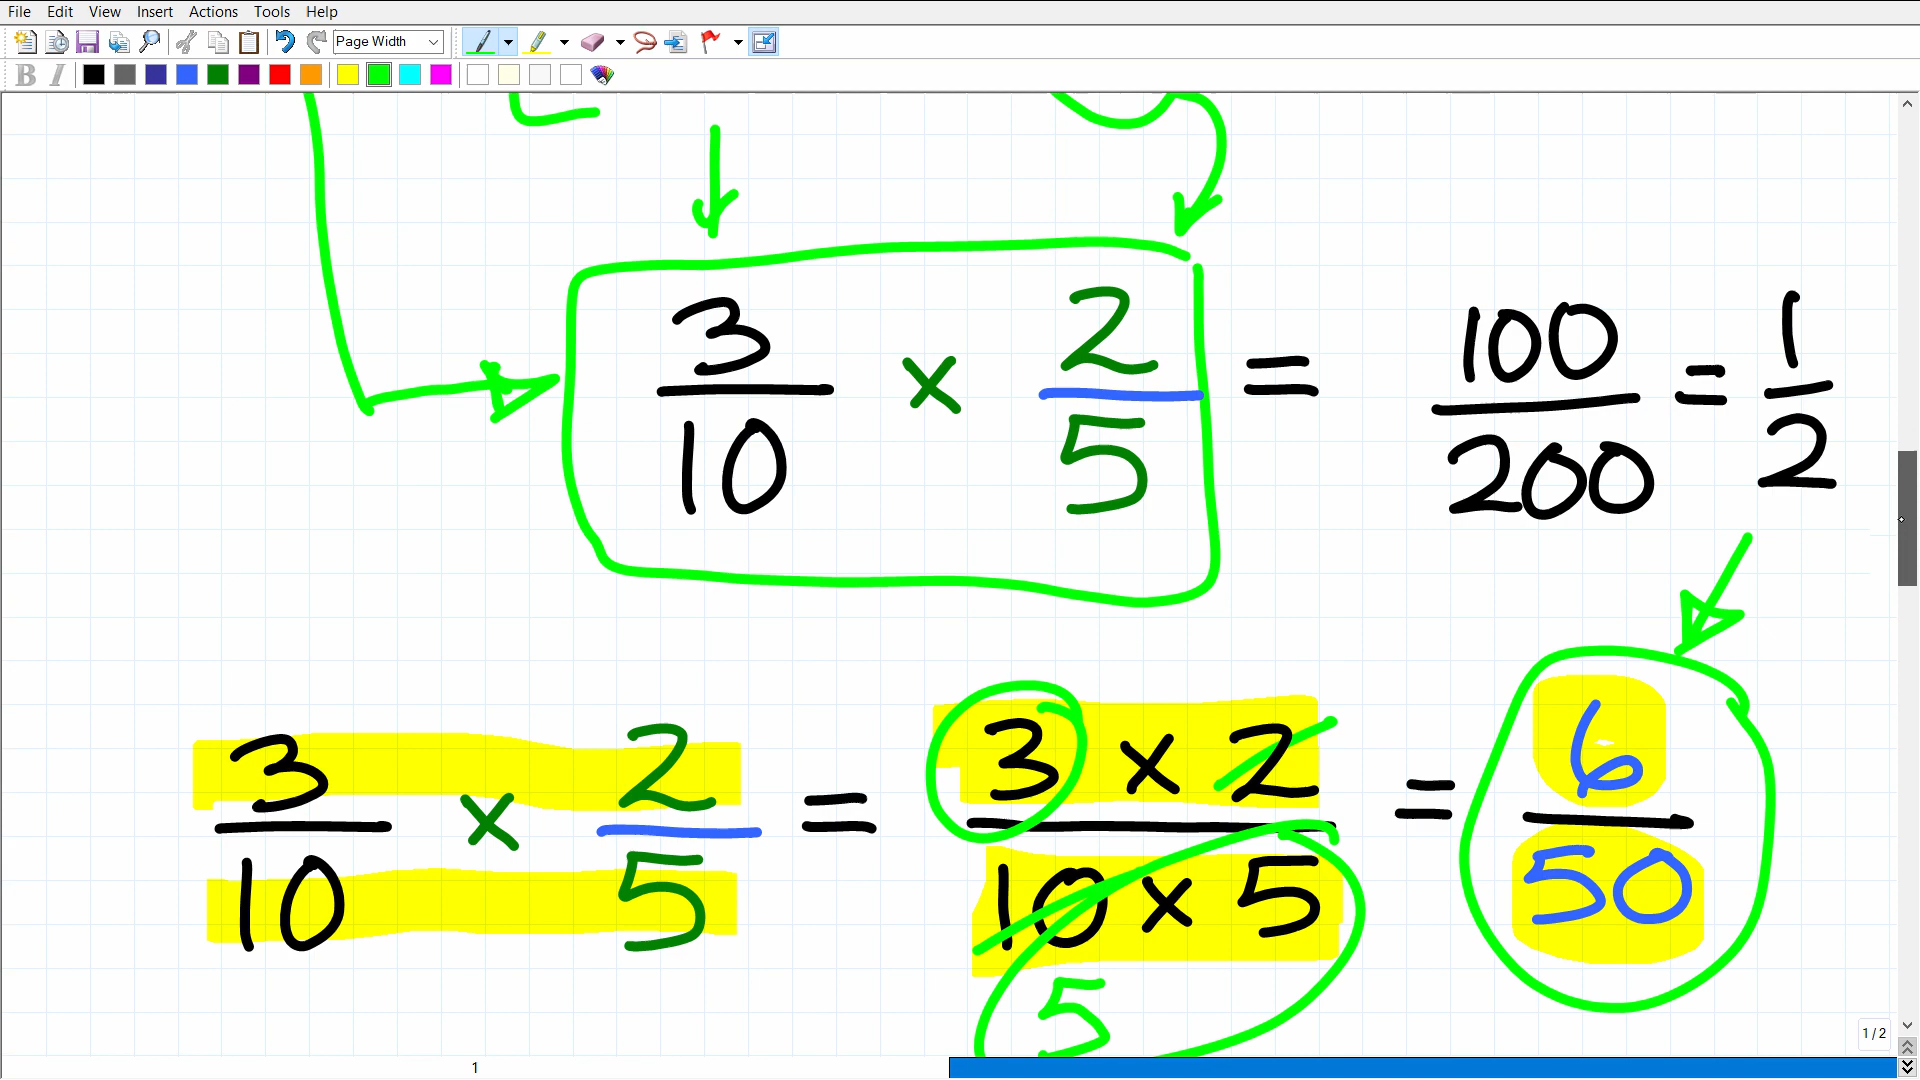 File Edit View Insert Actions Tools Help
Page Width
B I
3/10 × 2/5 = 100/200 = 1/2
3/10 × 2/5 = 3 × 2/10 × 5 = 6/50
5
1 / 2
1